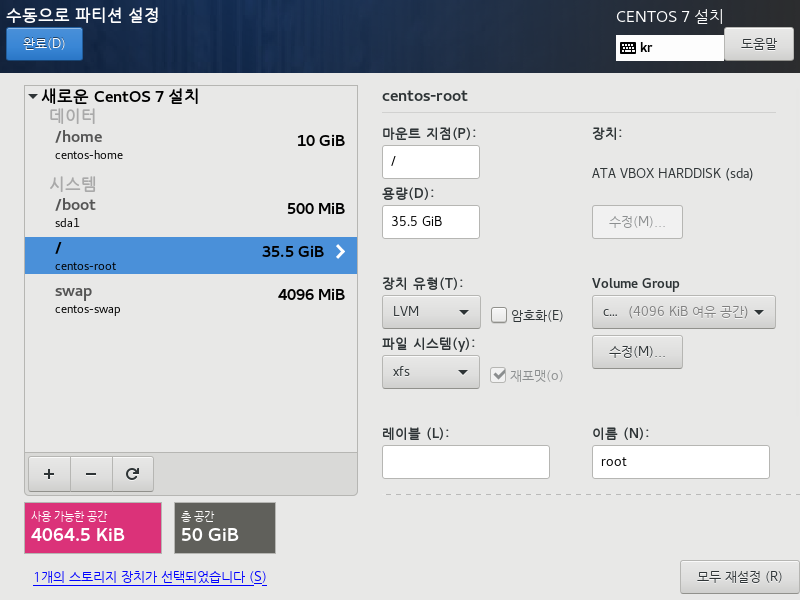 수동으로 파티션 설정
완료(D)
CENTOS 7 설치
kr
도움말
새로운 CentOS 7 설치
데이터
/home
10 GiB
centos-home
시스템
/boot
500 MiB
sda1
/
35.5 GiB
centos-root
swap
4096 MiB
centos-swap
사용 가능한 공간
4064.5 KiB
총 공간
50 GiB
1개의 스토리지 장치가 선택되었습니다 (S)
centos-root
마운트 지점(P):
/
용량(D):
35.5 GiB
장치:
ATA VBOX HARDDISK (sda)
수정(M)...
장치 유형(T):
LVM
암호화(E)
파일 시스템(y):
xfs
재포맷(o)
Volume Group
c... (4096 KiB 여유 공간)
수정(M)...
레이블 (L):
이름 (N):
root
모두 재설정 (R)